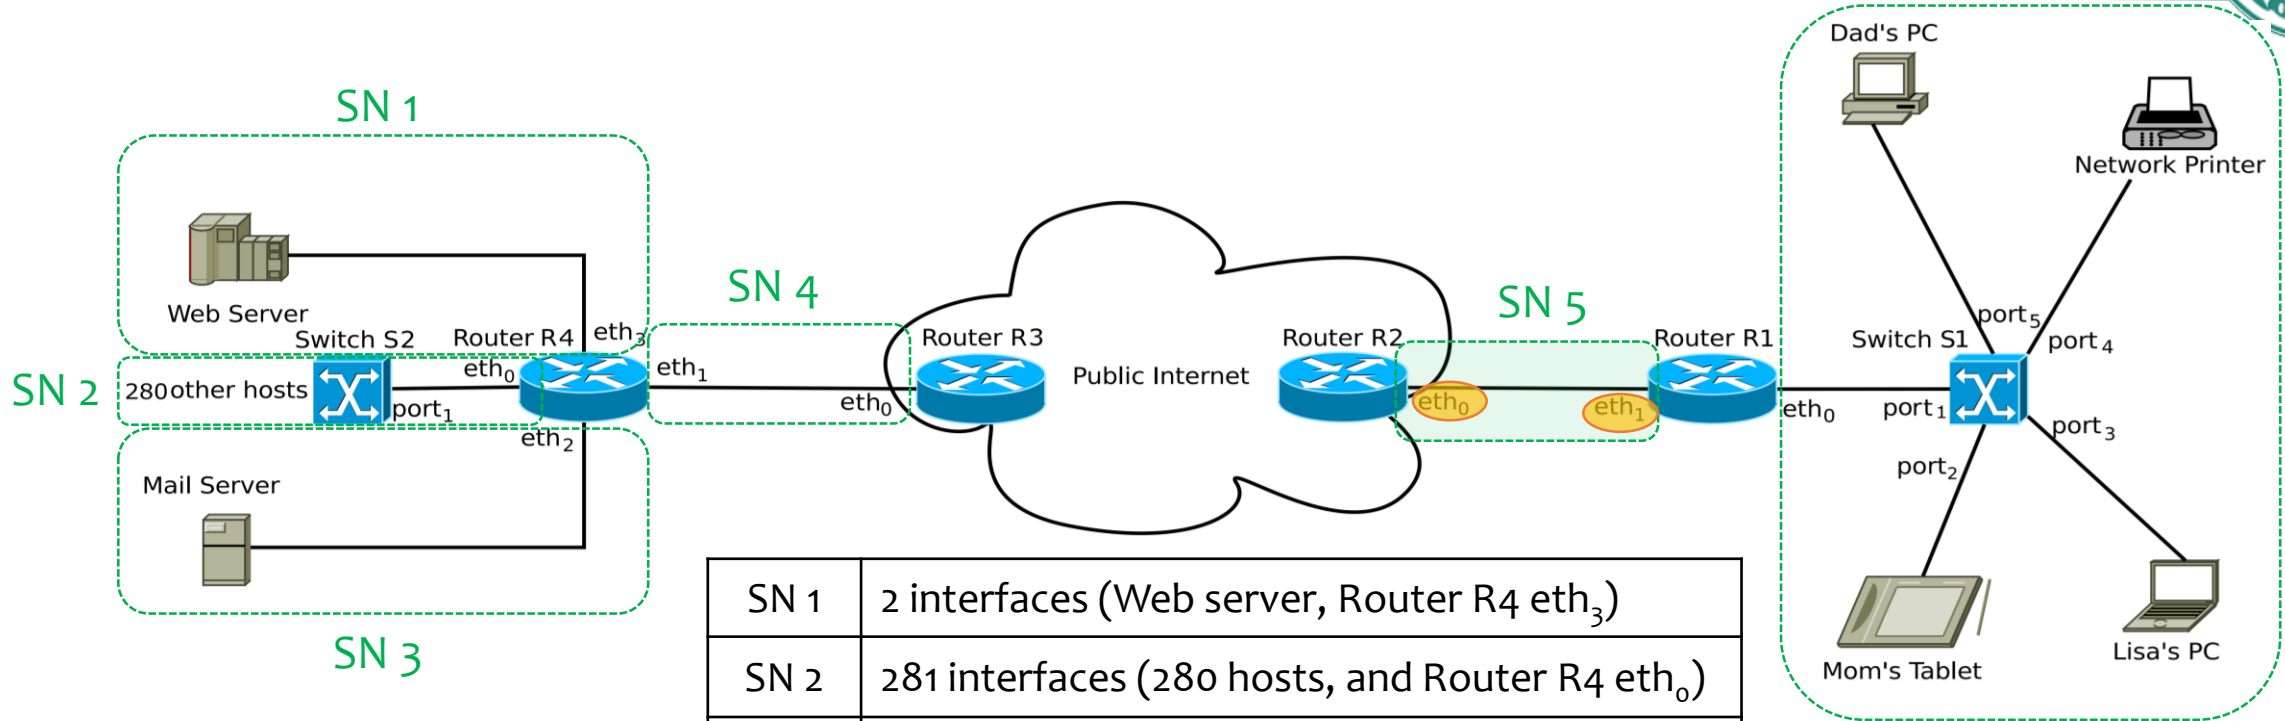 Dad's PC
Network Printer
SN 1
Web Server
SN 4
SN 5
port5
port4
Switch S2
Router R4
eth3
Router R3
Router R2
Router R1
Switch S1
SN 2
280 other hosts
eth0
eth1
Public Internet
port1
eth0
eth0
eth1
eth0
port1
port3
eth2
port2
Mail Server
SN 3
Mom's Tablet
Lisa's PC
SN 1 2 interfaces (Web server, Router R4 eth3)
SN 2 281 interfaces (280 hosts, and Router R4 eth0)